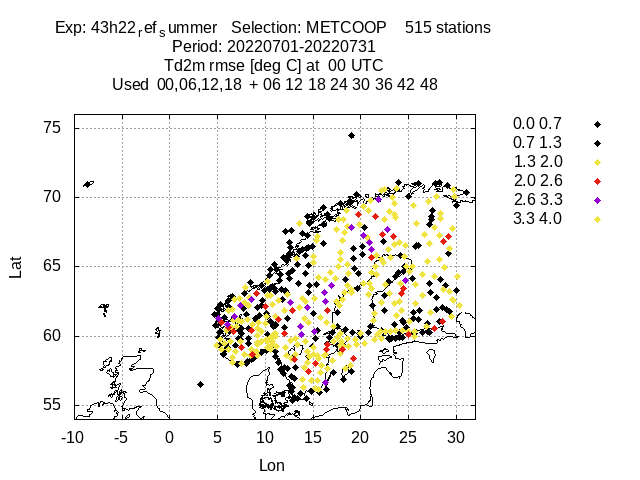 Exp: 43h22refsummer   Selection: METCOOP    515 stations
Period: 20220701-20220731
Td2m rmse [deg C] at  00 UTC
Used  00,06,12,18  + 06 12 18 24 30 36 42 48
0.0 0.7
0.7 1.3
1.3 2.0
2.0 2.6
2.6 3.3
3.3 4.0
75
70
65
60
55
Lat
-10 -5 0 5 10 15 20 25 30
Lon